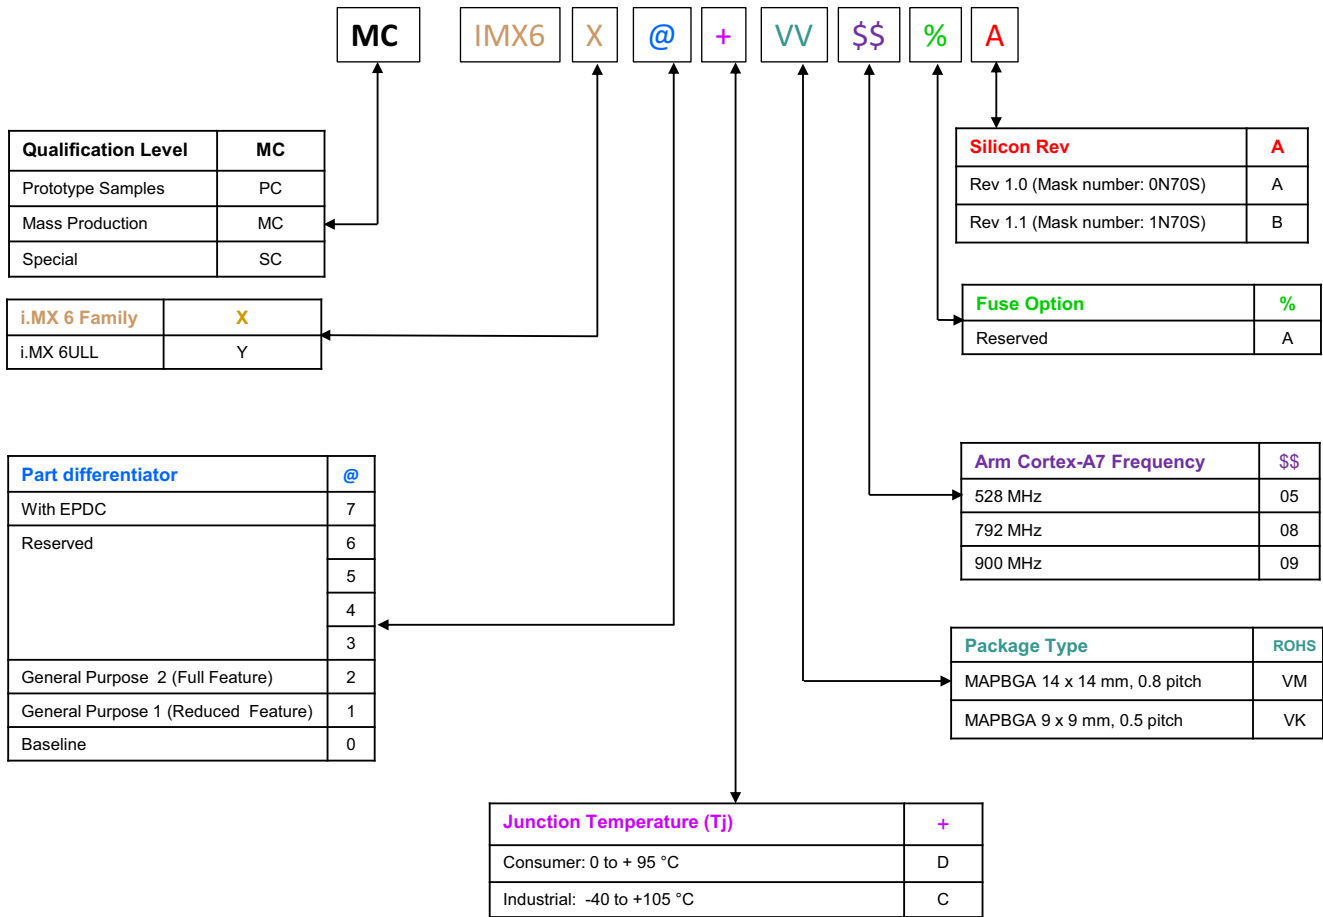 MC IMX6 X @ + VV $$ % A
Qualification Level MC
Prototype Samples PC
Mass Production MC
Special SC
Silicon Rev A
Rev 1.0 (Mask number: 0N70S) A
Rev 1.1 (Mask number: 1N70S) B
i.MX 6 Family X
i.MX 6ULL Y
Fuse Option %
Reserved A
Part differentiator @
With EPDC 7
Reserved 6
5
4
3
General Purpose 2 (Full Feature) 2
General Purpose 1 (Reduced Feature) 1
Baseline 0
Arm Cortex-A7 Frequency $$
528 MHz 05
792 MHz 08
900 MHz 09
Package Type ROHS
MAPBGA 14 x 14 mm, 0.8 pitch VM
MAPBGA 9 x 9 mm, 0.5 pitch VK
Junction Temperature (Tj) +
Consumer: 0 to + 95 °C D
Industrial: -40 to +105 °C C